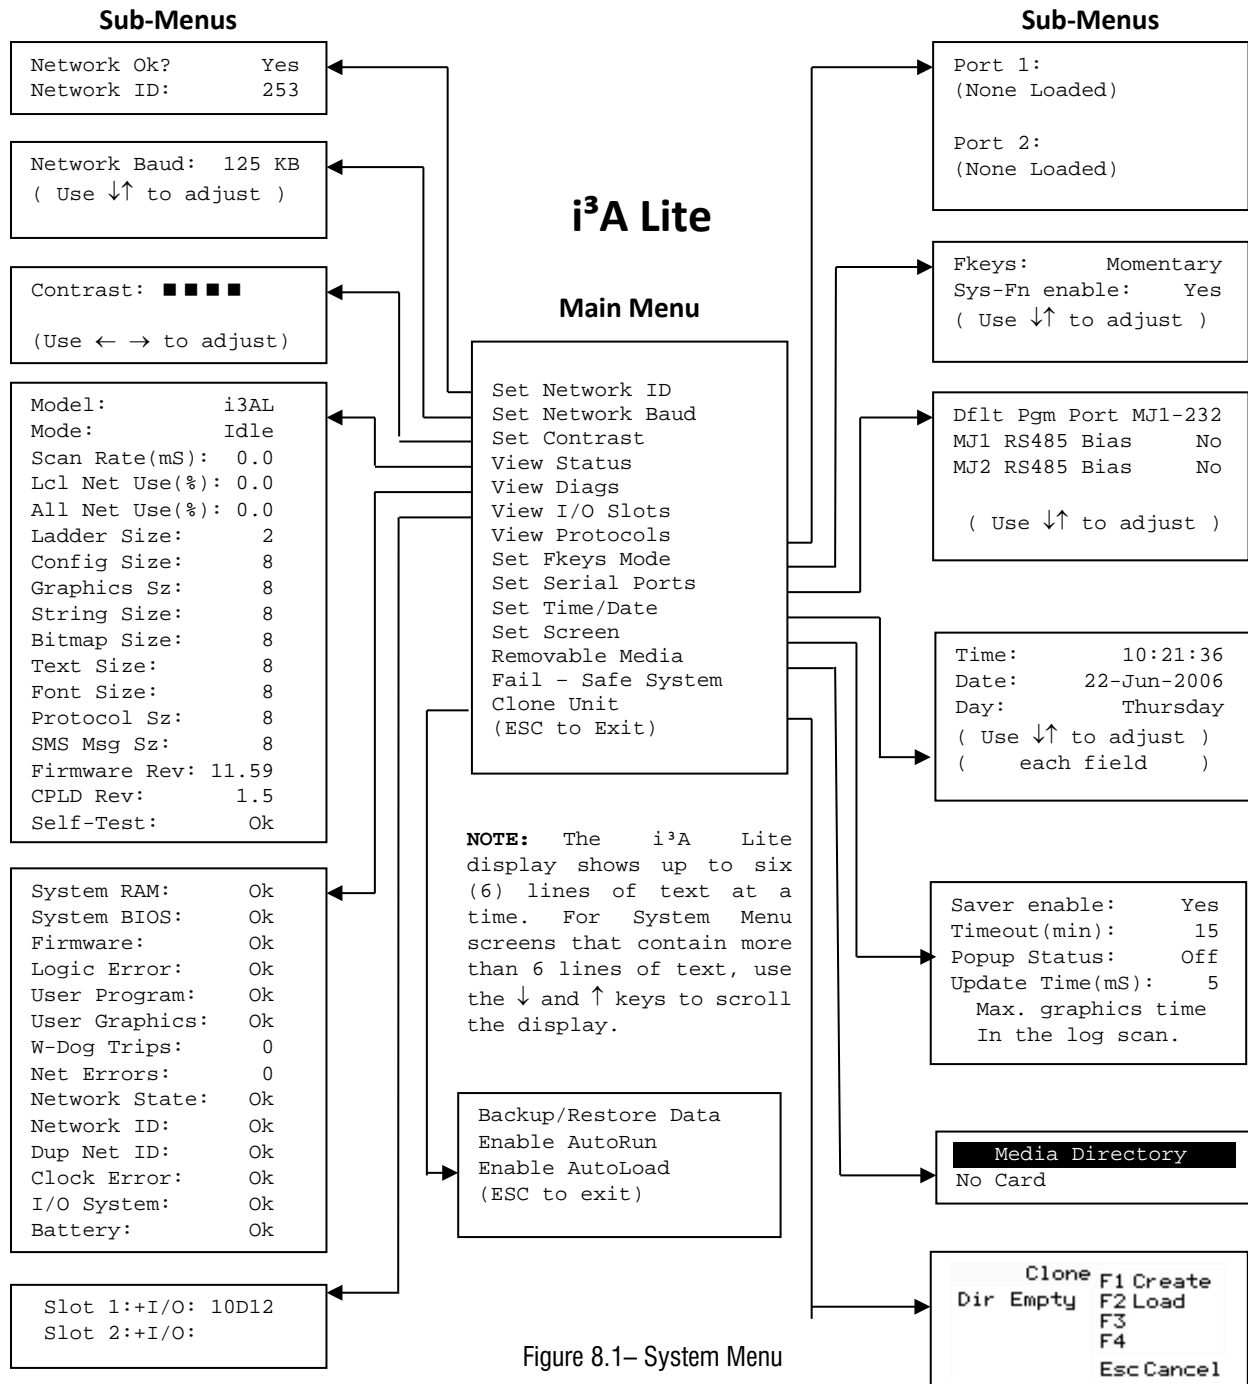 Sub-Menus
Network Ok? Yes
Network ID: 253
Network Baud: 125 KB
( Use ↓↑ to adjust )
Contrast: ■ ■ ■ ■
(Use ← → to adjust)
Model: i3AL
Mode: Idle
Scan Rate(mS): 0.0
Lcl Net Use(%): 0.0
All Net Use(%): 0.0
Ladder Size: 2
Config Size: 8
Graphics Sz: 8
String Size: 8
Bitmap Size: 8
Text Size: 8
Font Size: 8
Protocol Sz: 8
SMS Msg Sz: 8
Firmware Rev: 11.59
CPLD Rev: 1.5
Self-Test: Ok
System RAM: Ok
System BIOS: Ok
Firmware: Ok
Logic Error: Ok
User Program: Ok
User Graphics: Ok
W-Dog Trips: 0
Net Errors: 0
Network State: Ok
Network ID: Ok
Dup Net ID: Ok
Clock Error: Ok
I/O System: Ok
Battery: Ok
Slot 1:+I/O: 10D12
Slot 2:+I/O:
i³A Lite
Main Menu
Set Network ID
Set Network Baud
Set Contrast
View Status
View Diags
View I/O Slots
View Protocols
Set Fkeys Mode
Set Serial Ports
Set Time/Date
Set Screen
Removable Media
Fail – Safe System
Clone Unit
(ESC to Exit)
NOTE: The i³A Lite
display shows up to six
(6) lines of text at a
time. For System Menu
screens that contain more
than 6 lines of text, use
the ↓ and ↑ keys to scroll
the display.
Backup/Restore Data
Enable AutoRun
Enable AutoLoad
(ESC to exit)
Sub-Menus
Port 1:
(None Loaded)
Port 2:
(None Loaded)
Fkeys: Momentary
Sys-Fn enable: Yes
( Use ↓↑ to adjust )
Dflt Pgm Port MJ1-232
MJ1 RS485 Bias No
MJ2 RS485 Bias No
( Use ↓↑ to adjust )
Time: 10:21:36
Date: 22-Jun-2006
Day: Thursday
( Use ↓↑ to adjust )
( each field )
Saver enable: Yes
Timeout(min): 15
Popup Status: Off
Update Time(mS): 5
Max. graphics time
In the log scan.
Media Directory
No Card
Clone
Dir Empty
F1 Create
F2 Load
F3
F4
Esc Cancel
Figure 8.1– System Menu